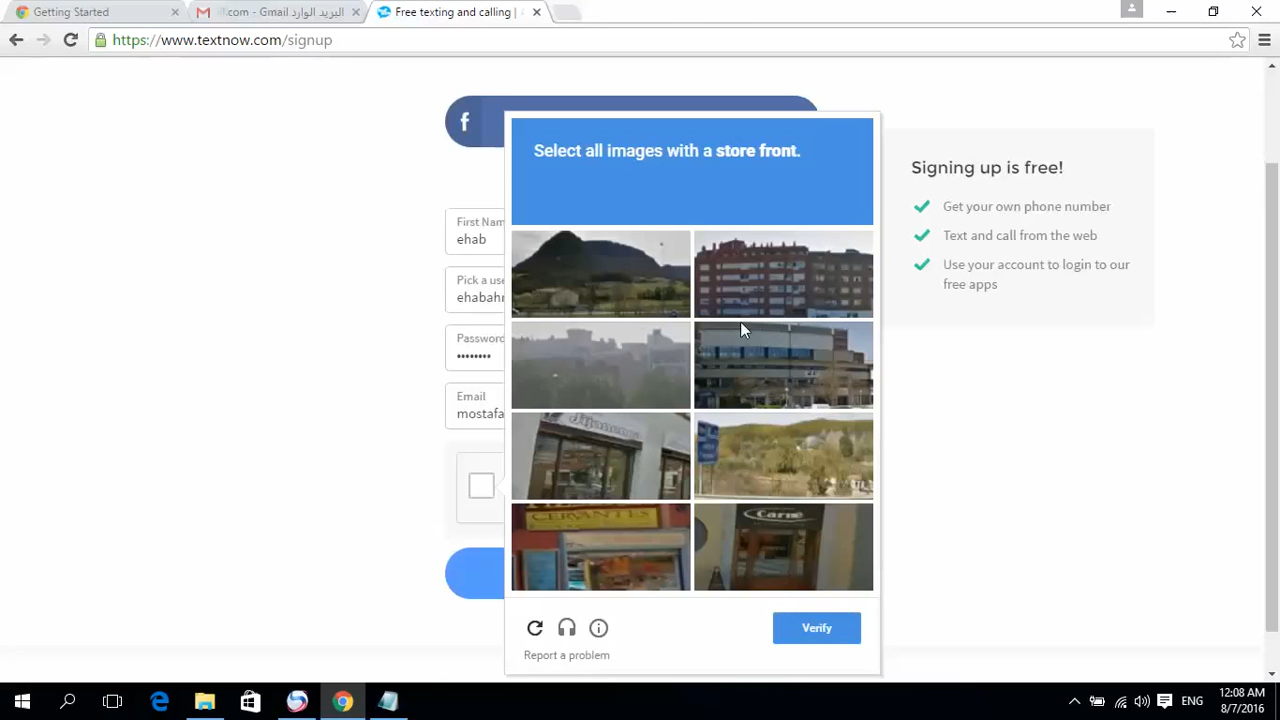 Getting Started
البريد الوارد
Gmail - f.com
Free texting and calling |
https://www.textnow.com/signup
f
Select all images with a store front.
First Nam
ehab
Pick a use
ehabahr
Password
••••••••
Email
mostafa
CERVANTES
Carné
Report a problem
Verify
Signing up is free!
Get your own phone number
Text and call from the web
Use your account to login to our
free apps
ENG
12:08 AM
8/7/2016